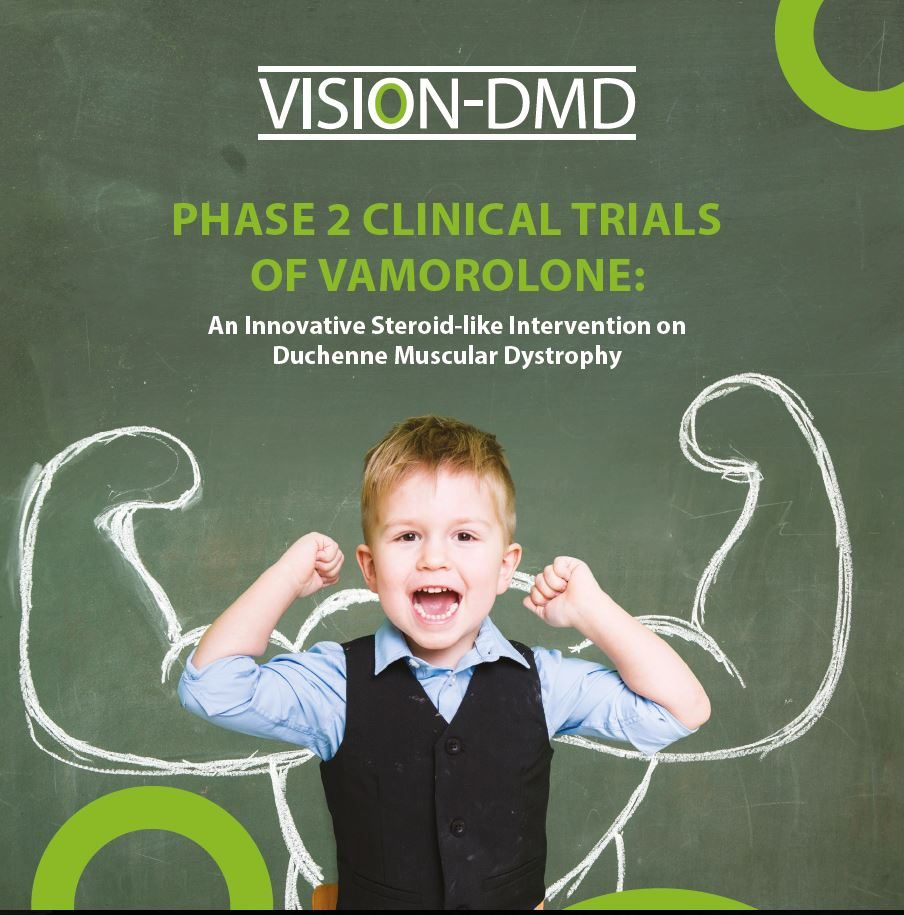 VISION-DMD
PHASE 2 CLINICAL TRIALS
OF VAMOROLONE:
An Innovative Steroid-like Intervention on
Duchenne Muscular Dystrophy